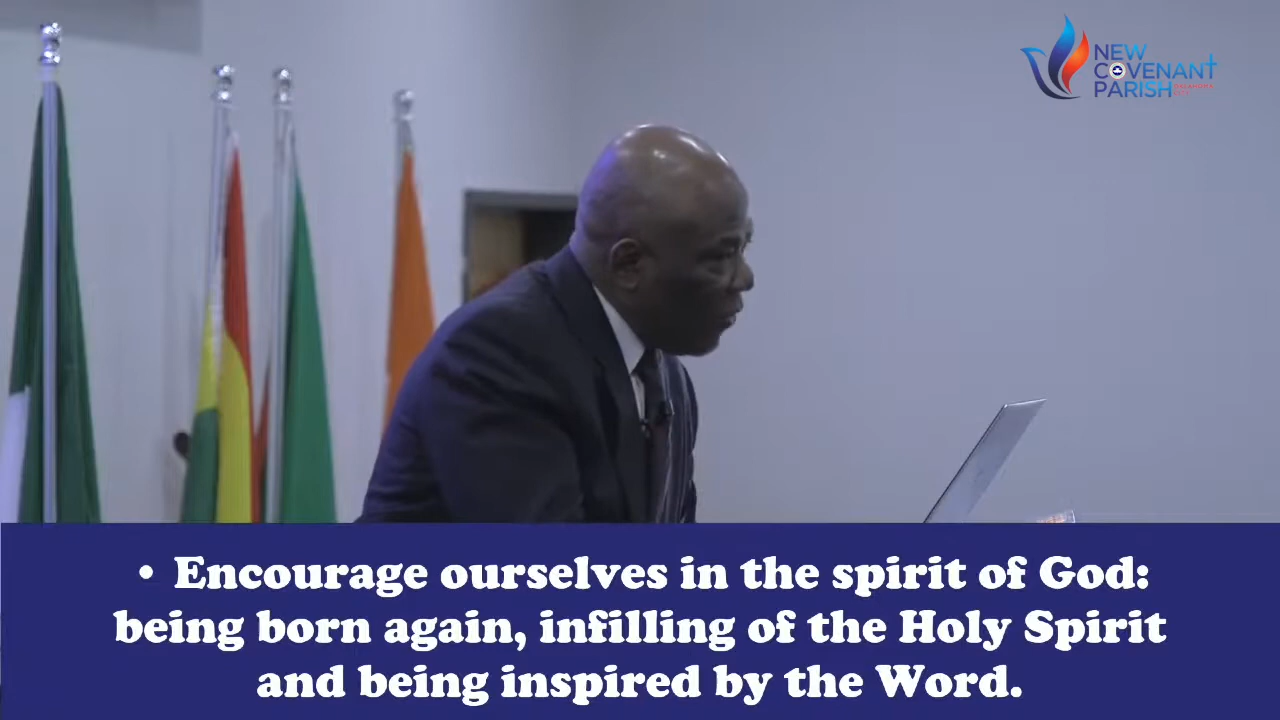 NEW
COVENANT
PARISH
• Encourage ourselves in the spirit of God:
being born again, infilling of the Holy Spirit
and being inspired by the Word.